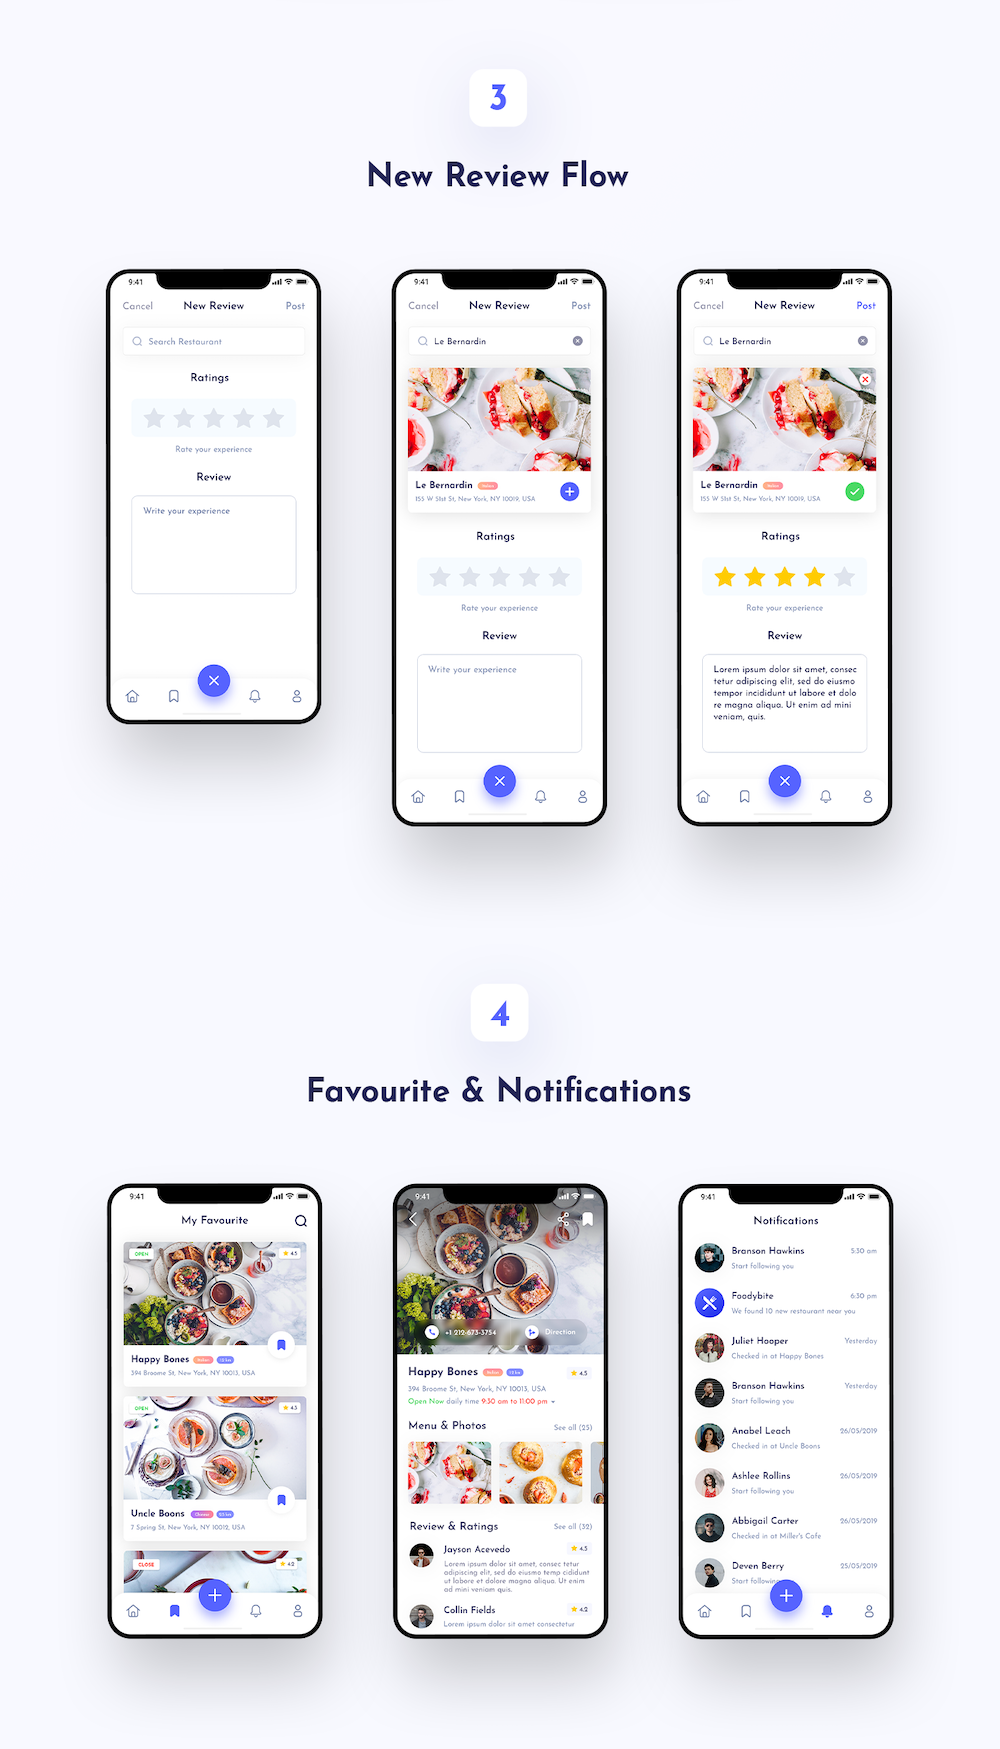 3
New Review Flow
9:41
Cancel New Review Post
Search Restaurant
Ratings
Rate your experience
Review
Write your experience
9:41
Cancel New Review Post
Le Bernardin
Le Bernardin
155 W 51st St, New York, NY 10019, USA
Ratings
Rate your experience
Review
Write your experience
9:41
Cancel New Review Post
Le Bernardin
Le Bernardin
155 W 51st St, New York, NY 10019, USA
Ratings
Rate your experience
Review
Lorem ipsum dolor sit amet, consec
tetur adipiscing elit, sed do eiusmo
tempor incididunt ut labore et dolo
re magna aliqua. Ut enim ad mini
veniam, quis.
4
Favourite & Notifications
9:41
My Favourite
OPEN 4.5
Happy Bones
394 Broome St, New York, NY 10013, USA
OPEN 4.5
Uncle Boons
7 Spring St, New York, NY 10012, USA
CLOSE 4.2
9:41
+1 212-673-3754 Direction
Happy Bones 4.5
394 Broome St, New York, NY 10013, USA
Open Now daily time 9:30 am to 11:00 pm
Menu & Photos See all (25)
Review & Ratings See all (32)
Jayson Acevedo 4.5
Lorem ipsum dolor sit amet, consec tetur
adipiscing elit, sed do eiusmo temp cididunt
ut labore et dolore magna aliqua. Ut enim
ad mini veniam quis.
Collin Fields 4.2
Lorem ipsum dolor sit amet consectetur
9:41
Notifications
Branson Hawkins 5:30 am
Start following you
Foodybite 6:30 pm
We found 10 new restaurant near you
Juliet Hooper Yesterday
Checked in at Happy Bones
Branson Hawkins Yesterday
Start following you
Anabel Leach 26/03/2019
Checked in at Uncle Boons
Ashlee Rollins 26/03/2019
Start following you
Abbigail Carter 26/03/2019
Checked in at Miller's Cafe
Deven Berry 25/03/2019
Start following